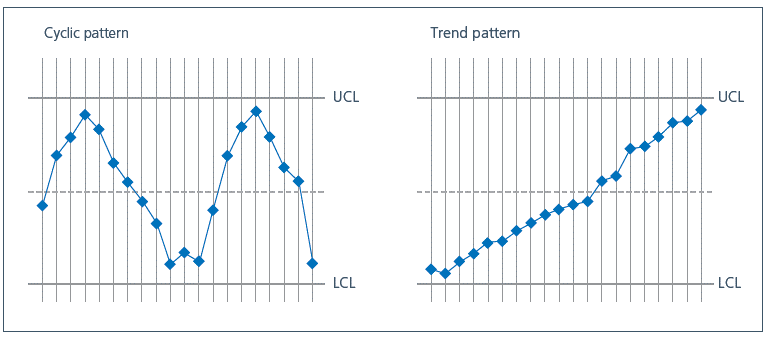 Cyclic pattern
UCL
LCL
Trend pattern
UCL
LCL